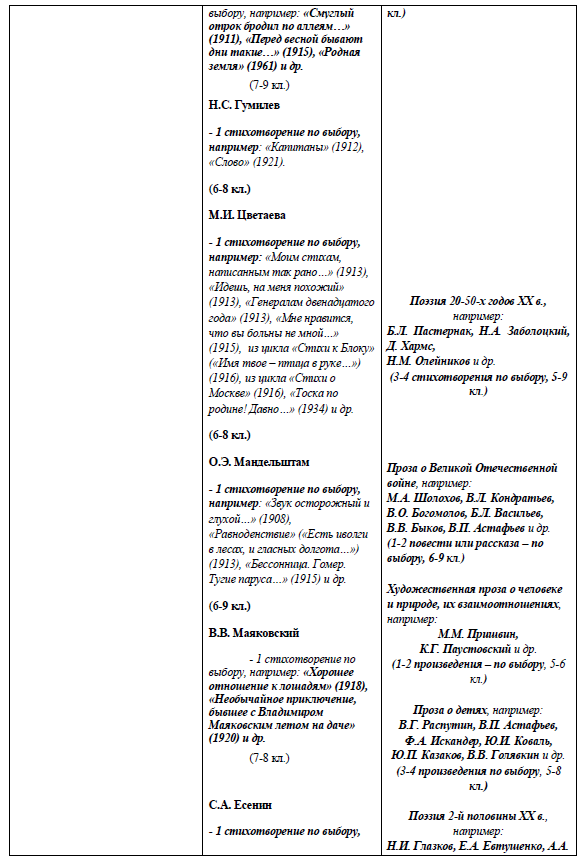 выбору, например: «Смуглый
отрок бродил по аллеям…»
(1911), «Перед весной бывают
дни такие…» (1915), «Родная
земля» (1961) и др.
(7-9 кл.)
Н.С. Гумилев
- 1 стихотворение по выбору,
например: «Капитаны» (1912),
«Слово» (1921).
(6-8 кл.)
М.И. Цветаева
- 1 стихотворение по выбору,
например: «Моим стихам,
написанным так рано…» (1913),
«Идешь, на меня похожий»
(1913), «Генералам двенадцатого
года» (1913), «Мне нравится,
что вы больны не мной…»
(1915), из цикла «Стихи к Блоку»
(«Имя твое – птица в руке…»)
(1916), из цикла «Стихи о
Москве» (1916), «Тоска по
родине! Давно…» (1934) и др.
(6-8 кл.)
О.Э. Мандельштам
- 1 стихотворение по выбору,
например: «Звук осторожный и
глухой…» (1908),
«Равноденствие» («Есть иволги
в лесах, и гласных долгота…»)
(1913), «Бессонница. Гомер.
Тугие паруса…» (1915) и др.
(6-9 кл.)
В.В. Маяковский
- 1 стихотворение по
выбору, например: «Хорошее
отношение к лошадям» (1918),
«Необычайное приключение,
бывшее с Владимиром
Маяковским летом на даче»
(1920) и др.
(7-8 кл.)
С.А. Есенин
- 1 стихотворение по выбору,
кл.)
Поэзия 20-50-х годов XX в.,
например:
Б.Л. Пастернак, Н.А. Заболоцкий,
Д. Хармс,
Н.М. Олейников и др.
(3-4 стихотворения по выбору, 5-9
кл.)
Проза о Великой Отечественной
войне, например:
М.А. Шолохов, В.Л. Кондратьев,
В.О. Богомолов, Б.Л. Васильев,
В.В. Быков, В.П. Астафьев и др.
(1-2 повести или рассказа – по
выбору, 6-9 кл.)
Художественная проза о человеке
и природе, их взаимоотношениях,
например:
М.М. Пришвин,
К.Г. Паустовский и др.
(1-2 произведения – по выбору, 5-6
кл.)
Проза о детях, например:
В.Г. Распутин, В.П. Астафьев,
Ф.А. Искандер, Ю.И. Коваль,
Ю.П. Казаков, В.В. Голявкин и др.
(3-4 произведения по выбору, 5-8
кл.)
Поэзия 2-й половины XX в.,
например:
Н.И. Глазков, Е.А. Евтушенко, А.А.